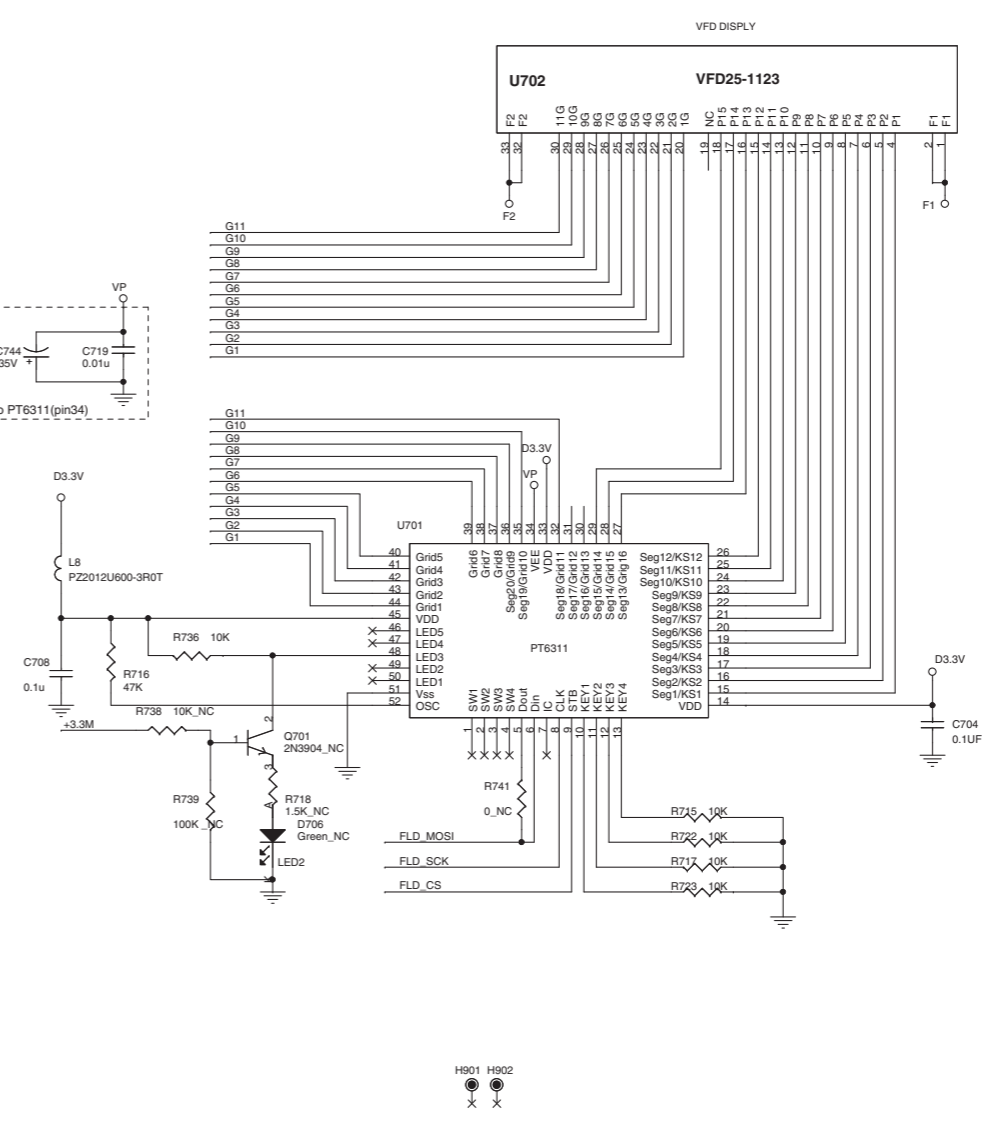 VFD DISPLY
U702
VFD25-1123
F2
F2
11G
10G
9G
8G
7G
6G
5G
4G
3G
2G
1G
NC
P15
P14
P13
P12
P11
P10
P9
P8
P7
P6
P5
P4
P3
P2
P1
F1
F1
33
32
30
29
28
27
26
25
24
23
22
21
20
19
18
17
16
15
14
13
12
11
10
9
8
7
6
5
4
2
1
F2
F1
G11
G10
G9
G8
G7
G6
G5
G4
G3
G2
G1
VP
C744
35V
+
C719
0.01u
PT6311(pin34)
G11
G10
G9
G8
G7
G6
G5
G4
G3
G2
G1
D3.3V
VP
D3.3V
L8
PZ2012U600-3R0T
U701
39
38
37
36
35
34
33
32
31
30
29
28
27
Grid6
Grid7
Grid8
Seg20/Grid9
Seg19/Grid10
VEE
VDD
Seg18/Grid11
Seg17/Grid12
Seg16/Grid13
Seg15/Grid14
Seg14/Grid15
Seg13/Grig16
40 Grid5
41 Grid4
42 Grid3
43 Grid2
44 Grid1
45 VDD
46 LED5
47 LED4
48 LED3
49 LED2
50 LED1
51 Vss
52 OSC
PT6311
Seg12/KS12 26
Seg11/KS11 25
Seg10/KS10 24
Seg9/KS9 23
Seg8/KS8 22
Seg7/KS7 21
Seg6/KS6 20
Seg5/KS5 19
Seg4/KS4 18
Seg3/KS3 17
Seg2/KS2 16
Seg1/KS1 15
VDD 14
SW1
SW2
SW3
SW4
Dout
Din
IC
CLK
STB
KEY1
KEY2
KEY3
KEY4
1
2
3
4
5
6
7
8
9
10
11
12
13
R736 10K
C708
0.1u
R716
47K
R738 10K_NC
+3.3M
2
1
Q701
2N3904_NC
3
R739
100K_NC
R718
1.5K_NC
A
D706
Green_NC
LED2
D3.3V
C704
0.1UF
R741
0_NC
FLD_MOSI
FLD_SCK
FLD_CS
R715 10K
R722 10K
R717 10K
R723 10K
H901 H902